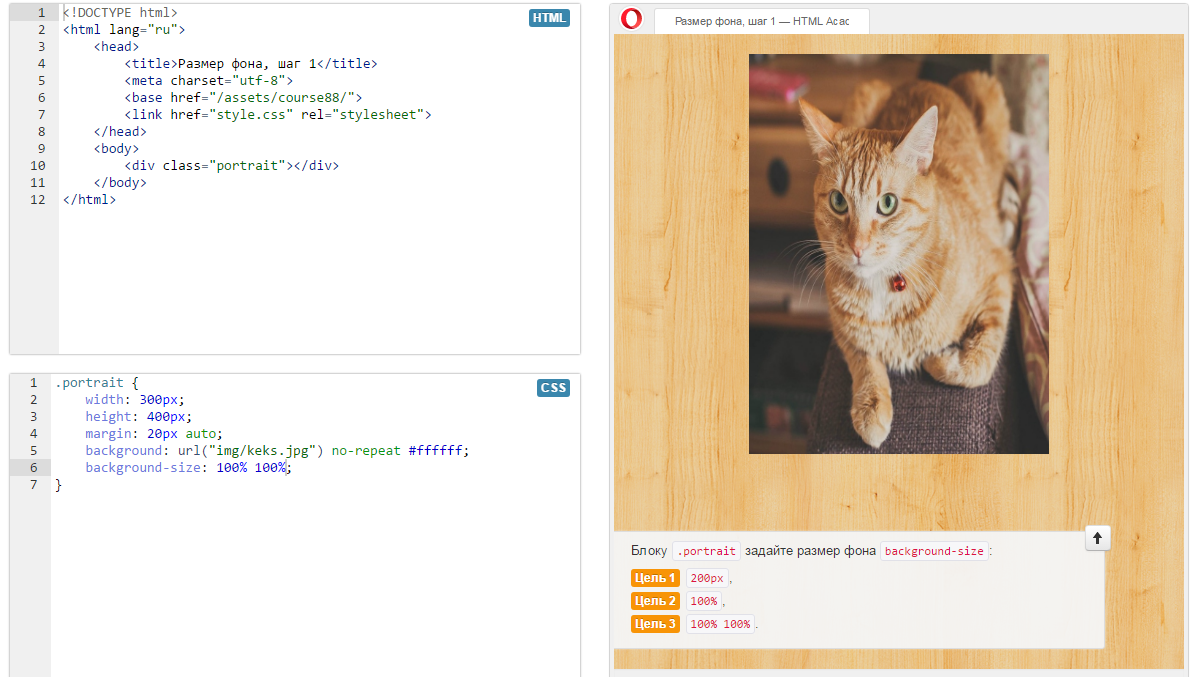 1 <!DOCTYPE html>
2 <html lang="ru">
3     <head>
4         <title>Размер фона, шаг 1</title>
5         <meta charset="utf-8">
6         <base href="/assets/course88/">
7         <link href="style.css" rel="stylesheet">
8     </head>
9     <body>
10         <div class="portrait"></div>
11     </body>
12 </html>
HTML
1 .portrait {
2     width: 300px;
3     height: 400px;
4     margin: 20px auto;
5     background: url("img/keks.jpg") no-repeat #ffffff;
6     background-size: 100% 100%;
7 }
CSS
Размер фона, шаг 1 — HTML Acac
Блоку .portrait задайте размер фона background-size:
Цель 1 200px,
Цель 2 100%,
Цель 3 100% 100%.